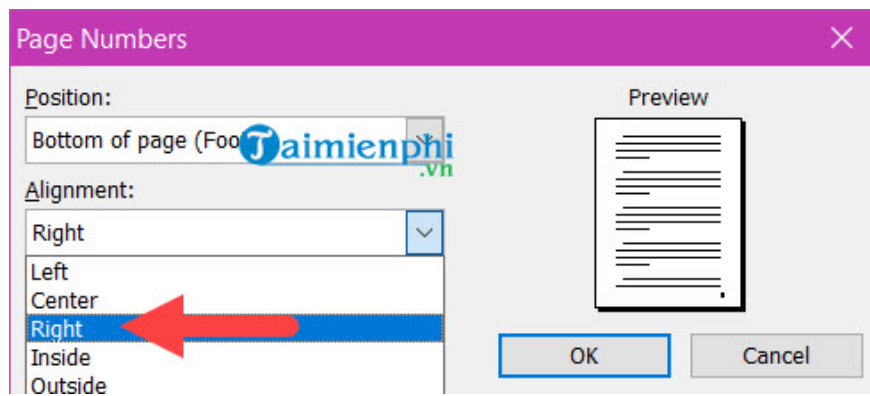 Page Numbers
Position:
Preview
Bottom of page (Foo
Taimienphi
.vn
Alignment:
Right
Left
Center
Right
Inside
Outside
OK
Cancel